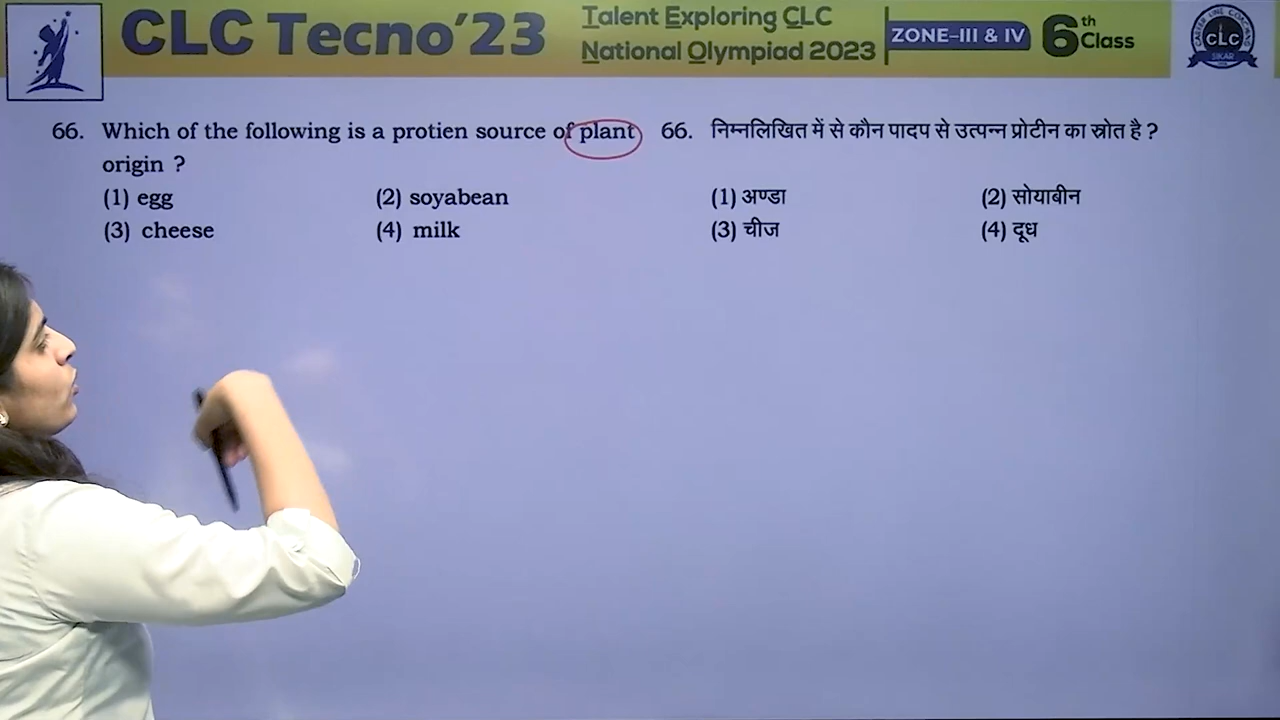 CLC Tecno'23
Talent Exploring CLC
National Olympiad 2023
ZONE–III & IV
6th Class
CLC
SIKAR
66. Which of the following is a protien source of plant
origin ?
(1) egg (2) soyabean
(3) cheese (4) milk
66. निम्नलिखित में से कौन पादप से उत्पन्न प्रोटीन का स्रोत है ?
(1) अण्डा (2) सोयाबीन
(3) चीज (4) दूध